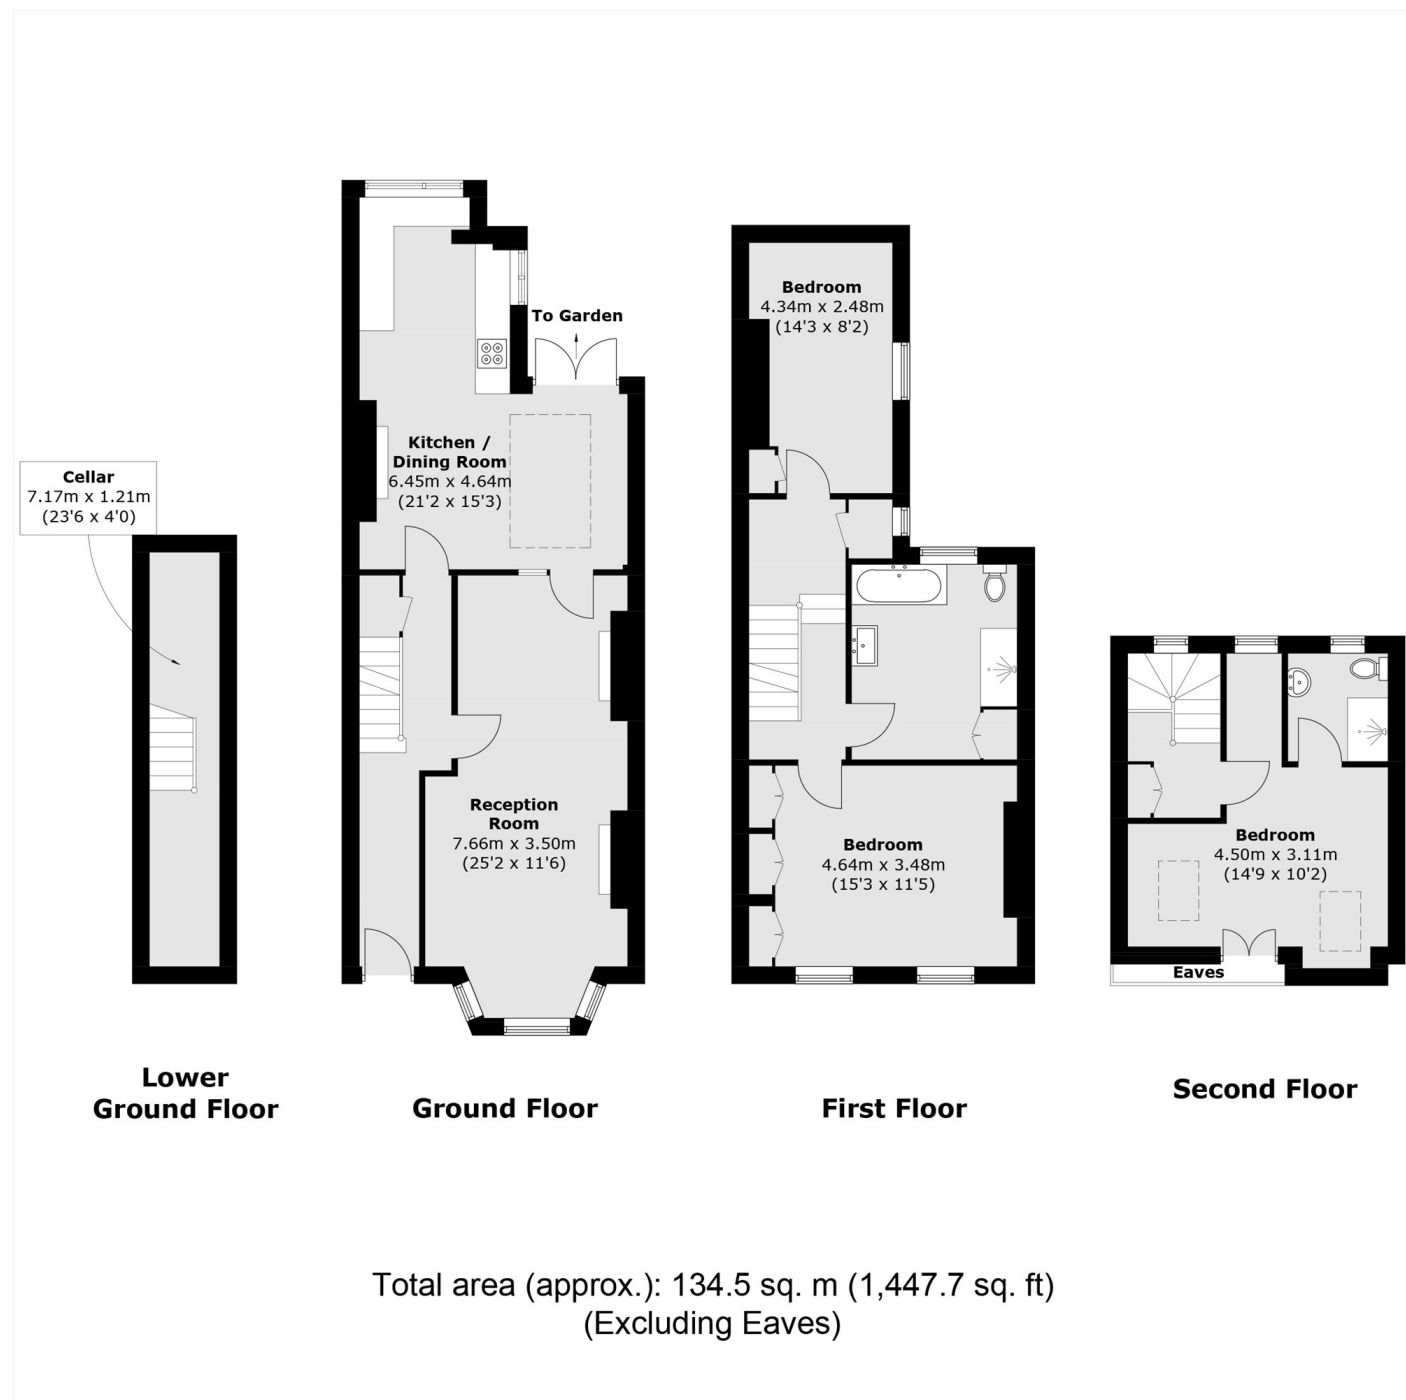 To Garden
Kitchen /
Dining Room
6.45m x 4.64m
(21'2 x 15'3)
Cellar
7.17m x 1.21m
(23'6 x 4'0)
Reception
Room
7.66m x 3.50m
(25'2 x 11'6)
Bedroom
4.34m x 2.48m
(14'3 x 8'2)
Bedroom
4.64m x 3.48m
(15'3 x 11'5)
Bedroom
4.50m x 3.11m
(14'9 x 10'2)
Eaves
Lower
Ground Floor
Ground Floor
First Floor
Second Floor
Total area (approx.): 134.5 sq. m (1,447.7 sq. ft)
(Excluding Eaves)